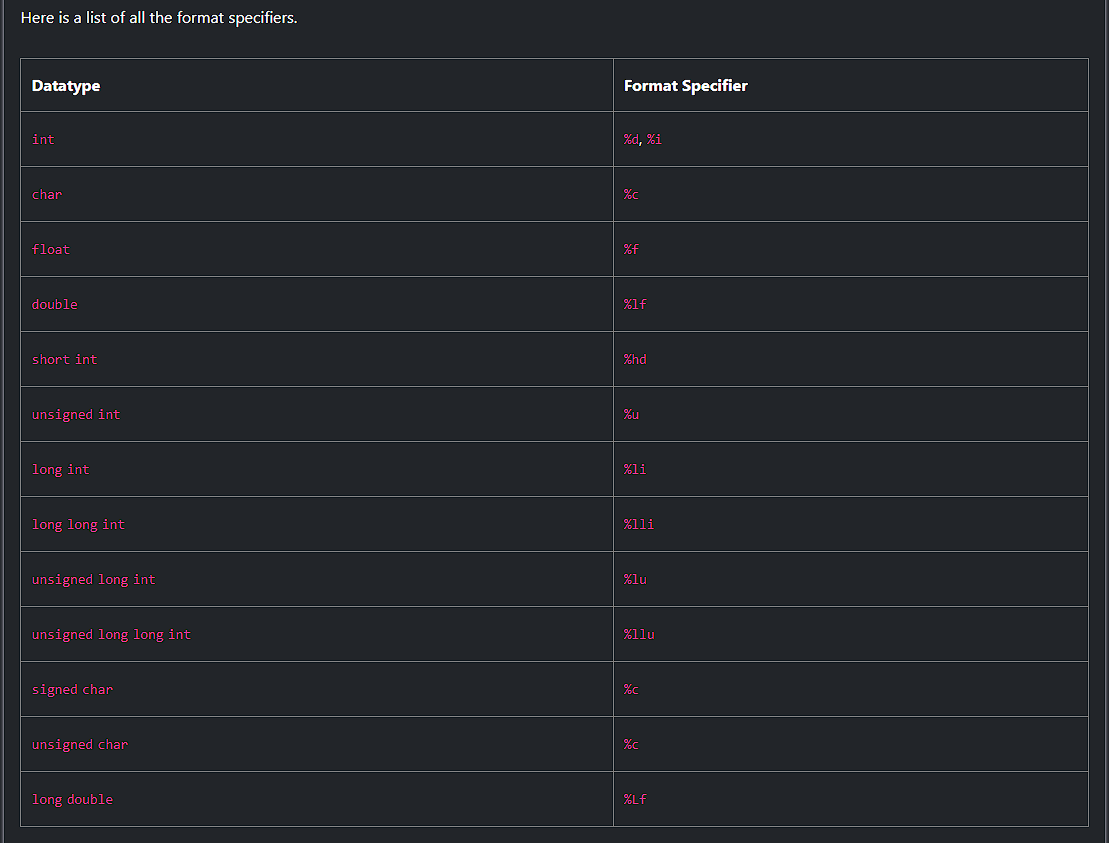 Here is a list of all the format specifiers.
Datatype Format Specifier
int %d, %i
char %c
float %f
double %lf
short int %hd
unsigned int %u
long int %li
long long int %lli
unsigned long int %lu
unsigned long long int %llu
signed char %c
unsigned char %c
long double %Lf